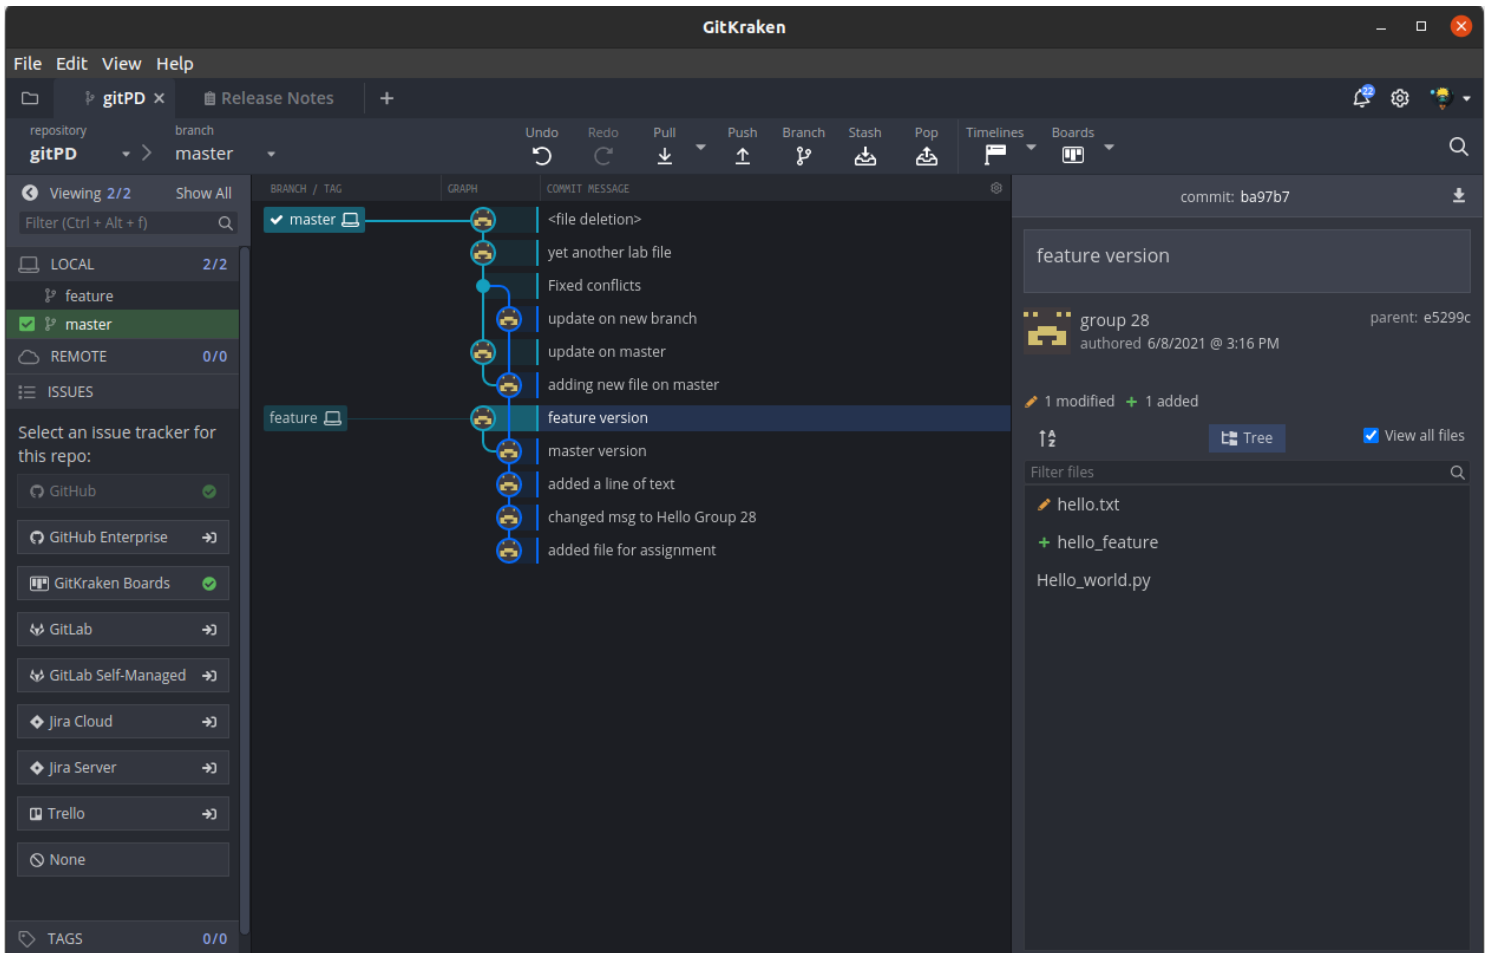 GitKraken
File Edit View Help
gitPD
Release Notes
22
repository
gitPD
branch
master
Undo
Redo
Pull
Push
Branch
Stash
Pop
Timelines
Boards
Viewing 2/2 Show All
Filter (Ctrl + Alt + f)
LOCAL 2/2
feature
master
REMOTE 0/0
ISSUES
Select an issue tracker for
this repo:
GitHub
GitHub Enterprise
GitKraken Boards
GitLab
GitLab Self-Managed
Jira Cloud
Jira Server
Trello
None
TAGS 0/0
BRANCH / TAG GRAPH COMMIT MESSAGE
master <file deletion>
yet another lab file
Fixed conflicts
update on new branch
update on master
adding new file on master
feature feature version
master version
added a line of text
changed msg to Hello Group 28
added file for assignment
commit: ba97b7
feature version
group 28
parent: e5299c
authored 6/8/2021 @ 3:16 PM
1 modified + 1 added
A
Z
Tree
View all files
Filter files
hello.txt
+ hello_feature
Hello_world.py